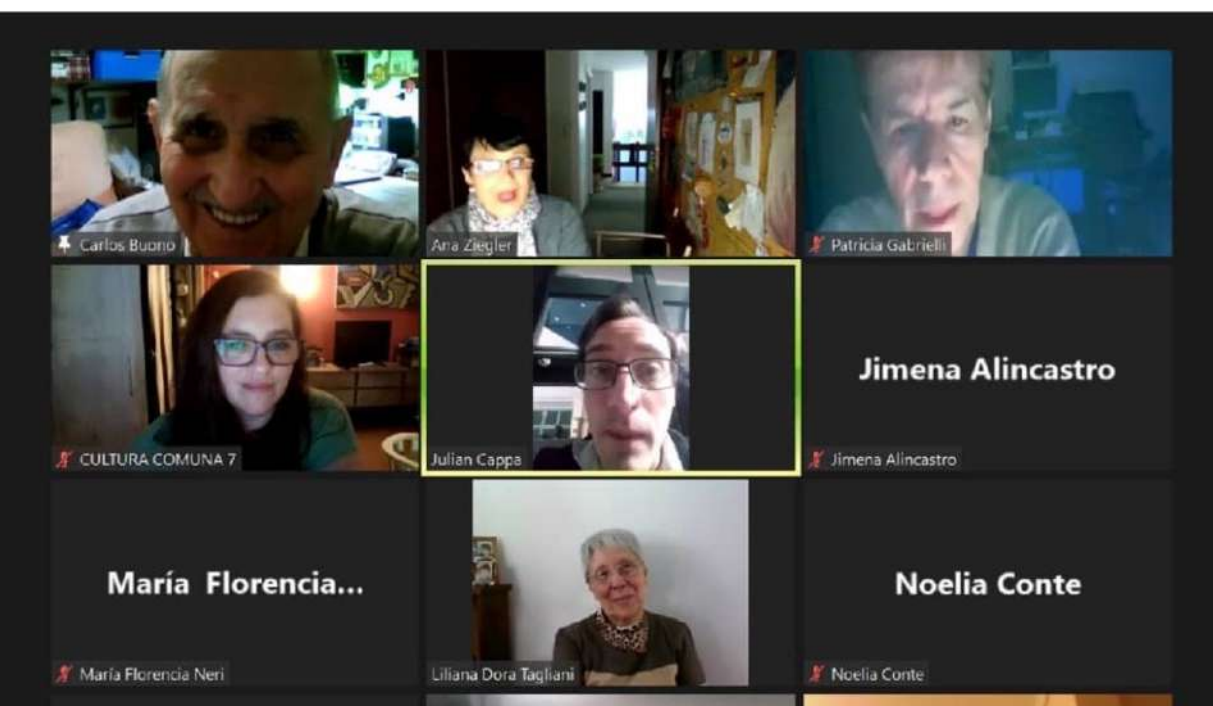 Carlos Buono
Ana Ziegler
Patricia Gabrielli
CULTURA COMUNA 7
Julian Cappa
Jimena Alincastro
Jimena Alincastro
María Florencia...
María Florencia Neri
Liliana Dora Tagliani
Noelia Conte
Noelia Conte